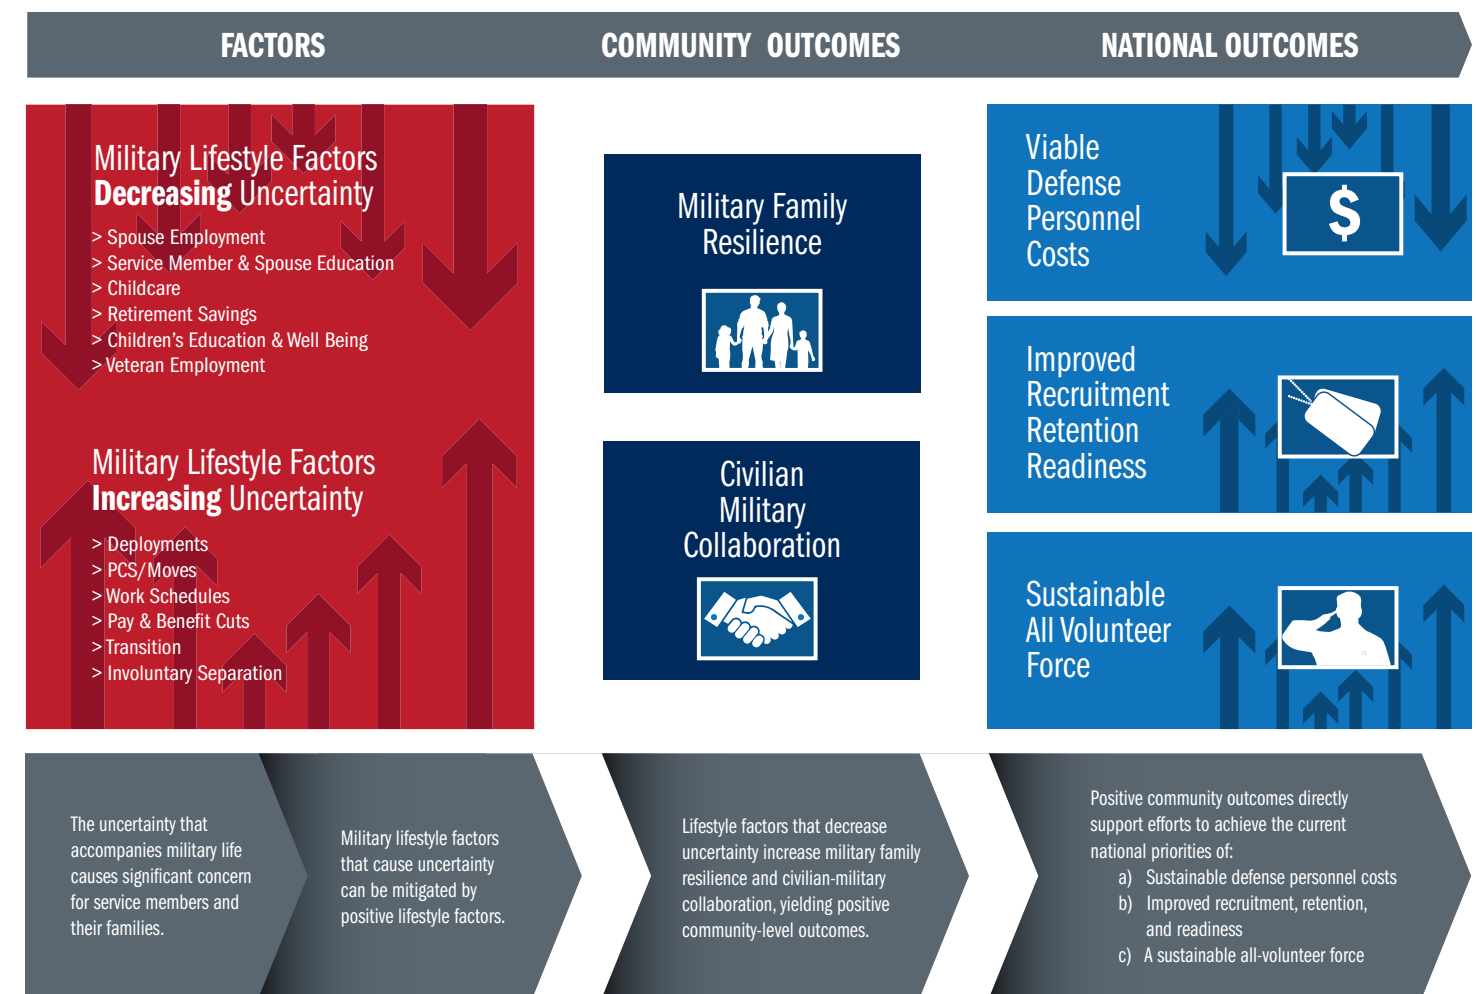 FACTORS
COMMUNITY OUTCOMES
NATIONAL OUTCOMES
Military Lifestyle Factors
Decreasing Uncertainty
> Spouse Employment
> Service Member & Spouse Education
> Childcare
> Retirement Savings
> Children's Education & Well Being
> Veteran Employment
Military Lifestyle Factors
Increasing Uncertainty
> Deployments
> PCS/Moves
> Work Schedules
> Pay & Benefit Cuts
> Transition
> Involuntary Separation
Military Family
Resilience
Civilian
Military
Collaboration
Viable
Defense
Personnel
Costs
$
Improved
Recruitment
Retention
Readiness
Sustainable
All Volunteer
Force
The uncertainty that
accompanies military life
causes significant concern
for service members and
their families.
Military lifestyle factors
that cause uncertainty
can be mitigated by
positive lifestyle factors.
Lifestyle factors that decrease
uncertainty increase military family
resilience and civilian-military
collaboration, yielding positive
community-level outcomes.
Positive community outcomes directly
support efforts to achieve the current
national priorities of:
a) Sustainable defense personnel costs
b) Improved recruitment, retention,
and readiness
c) A sustainable all-volunteer force